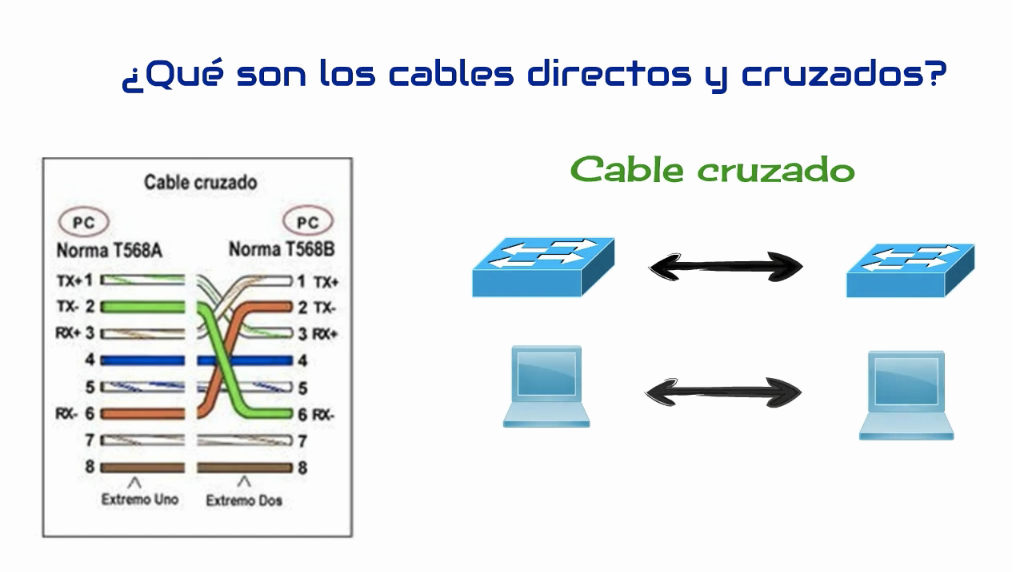 ¿Qué son los cables directos y cruzados?
Cable cruzado
PC PC
Norma T568A Norma T568B
TX+ 1 1 TX+
TX- 2 2 TX-
RX+ 3 3 RX+
4 4
5 5
RX- 6 6 RX-
7 7
8 8
Extremo Uno Extremo Dos
Cable cruzado